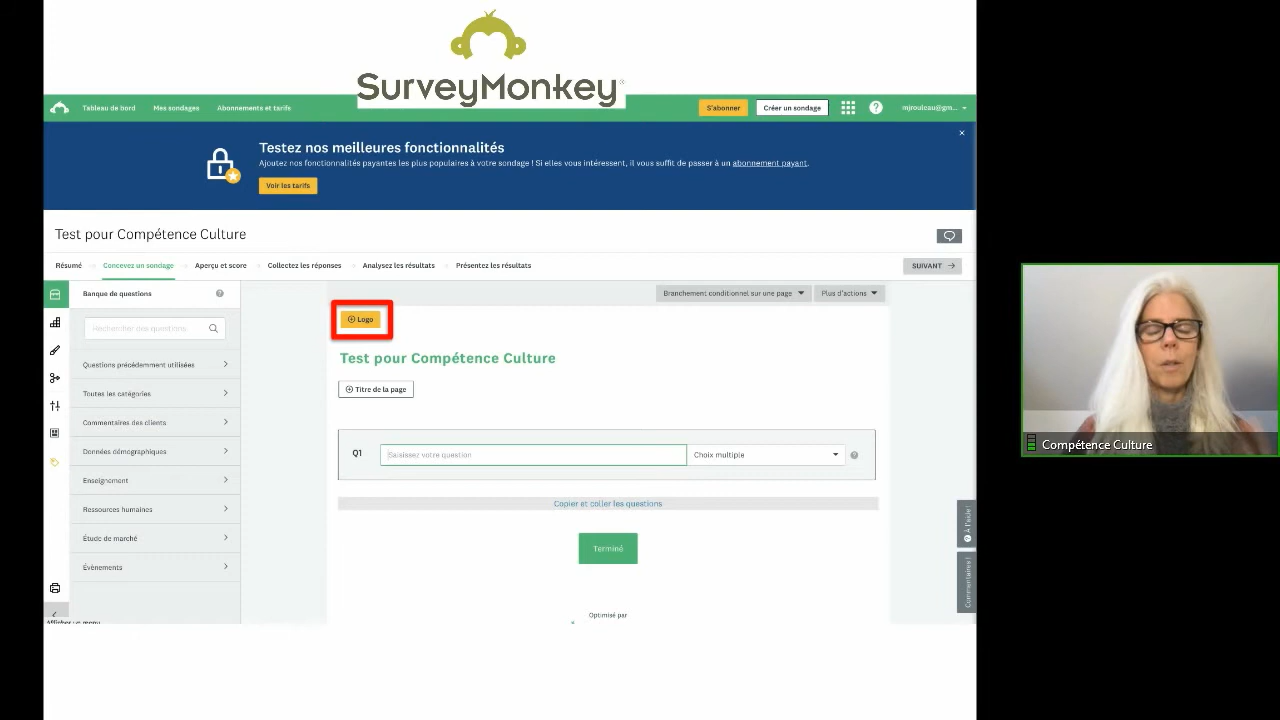 SurveyMonkey®
Tableau de bord
Mes sondages
Abonnements et tarifs
S'abonner
Créer un sondage
?
mjrouleau@gm...
Testez nos meilleures fonctionnalités
Ajoutez nos fonctionnalités payantes les plus populaires à votre sondage ! Si elles vous intéressent, il vous suffit de passer à un abonnement payant.
Voir les tarifs
Test pour Compétence Culture
Résumé
Concevez un sondage
Aperçu et score
Collectez les réponses
Analysez les résultats
Présentez les résultats
SUIVANT
Banque de questions
?
Rechercher des questions
Questions précédemment utilisées
Toutes les catégories
Commentaires des clients
Données démographiques
Enseignement
Ressources humaines
Étude de marché
Évènements
Branchement conditionnel sur une page
Plus d'actions
Logo
Test pour Compétence Culture
Titre de la page
Q1
Saisissez votre question
Choix multiple
?
Copier et coller les questions
Terminé
Optimisé par
À l'aide !
Commentaires !
Compétence Culture